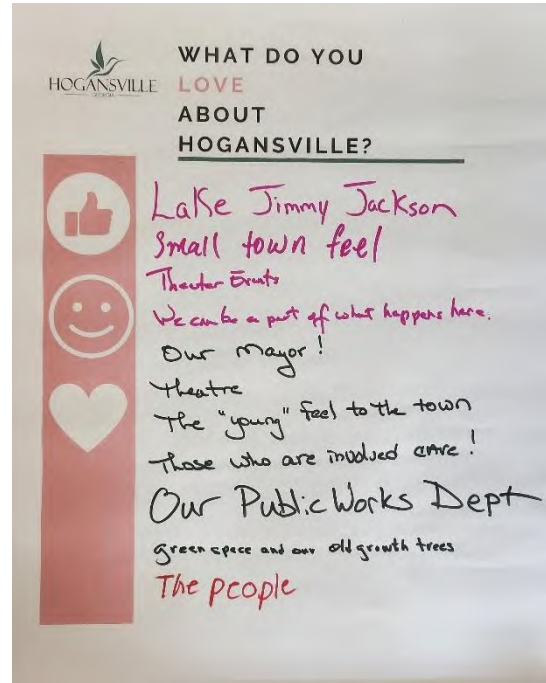 HOGANSVILLE
GEORGIA
WHAT DO YOU
LOVE
ABOUT
HOGANSVILLE?
Lake Jimmy Jackson
Small town feel
Theater Events
We can be a part of what happens here.
Our Mayor!
Theatre
The "young" feel to the town
Those who are involved care!
Our Public Works Dept
green space and our old growth trees
The people